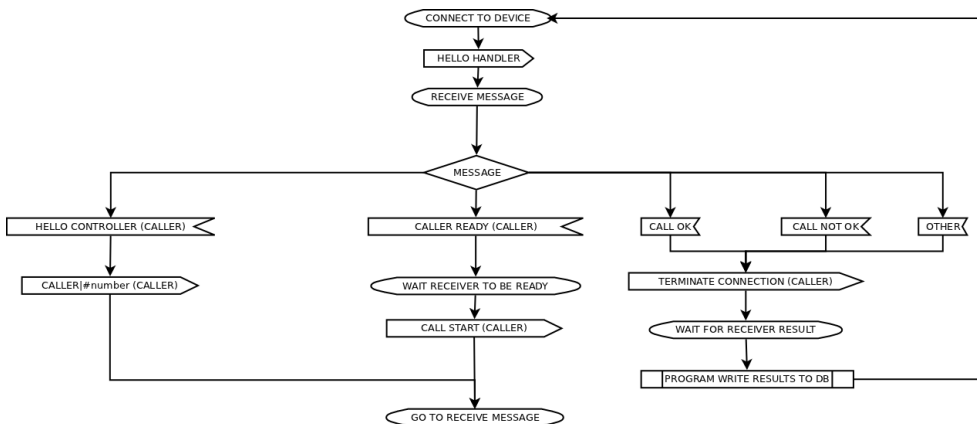 CONNECT TO DEVICE
HELLO HANDLER
RECEIVE MESSAGE
MESSAGE
HELLO CONTROLLER (CALLER)
CALLER READY (CALLER)
CALL OK
CALL NOT OK
OTHER
CALLER|#number (CALLER)
WAIT RECEIVER TO BE READY
TERMINATE CONNECTION (CALLER)
CALL START (CALLER)
WAIT FOR RECEIVER RESULT
PROGRAM WRITE RESULTS TO DB
GO TO RECEIVE MESSAGE